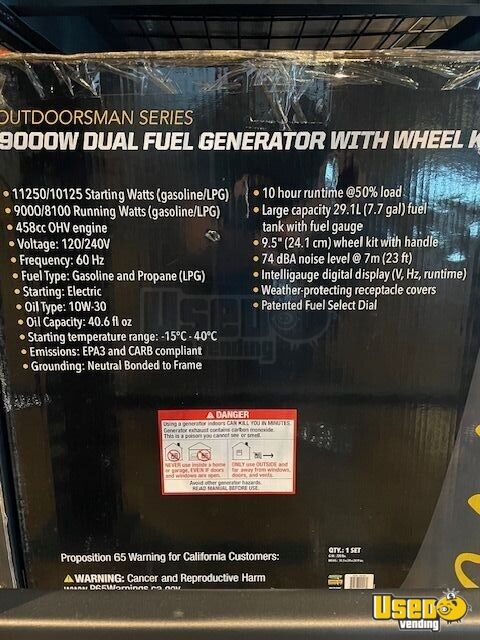 OUTDOORSMAN SERIES
9000W DUAL FUEL GENERATOR WITH WHEEL K
• 11250/10125 Starting Watts (gasoline/LPG)
• 9000/8100 Running Watts (gasoline/LPG)
• 458cc OHV engine
• Voltage: 120/240V
• Frequency: 60 Hz
• Fuel Type: Gasoline and Propane (LPG)
• Starting: Electric
• Oil Type: 10W-30
• Oil Capacity: 40.6 fl oz
• Starting temperature range: -15°C - 40°C
• Emissions: EPA3 and CARB compliant
• Grounding: Neutral Bonded to Frame
• 10 hour runtime @50% load
• Large capacity 29.1L (7.7 gal) fuel
tank with fuel gauge
• 9.5" (24.1 cm) wheel kit with handle
• 74 dBA noise level @ 7m (23 ft)
• Intelligauge digital display (V, Hz, runtime)
• Weather-protecting receptacle covers
• Patented Fuel Select Dial
Used vending
DANGER
Using a generator indoors CAN KILL YOU IN MINUTES.
Generator exhaust contains carbon monoxide.
This is a poison you cannot see or smell.
NEVER use inside a home
or garage, EVEN IF doors
and windows are open.
ONLY use OUTSIDE and
far away from windows,
doors, and vents.
Avoid other generator hazards.
READ MANUAL BEFORE USE.
Proposition 65 Warning for California Customers:
WARNING: Cancer and Reproductive Harm
www.P65Warnings.ca.gov
QTY.: 1 SET
Used vending